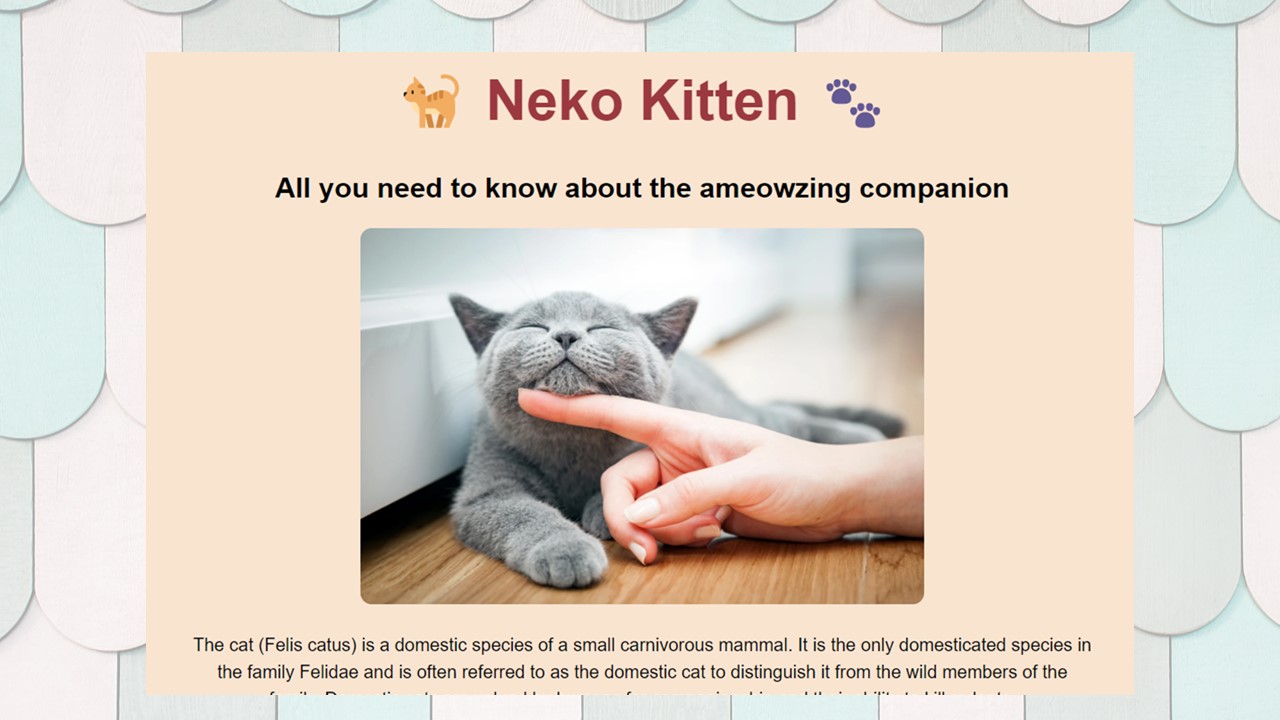 Neko Kitten
All you need to know about the ameowzing companion
The cat (Felis catus) is a domestic species of a small carnivorous mammal. It is the only domesticated species in
the family Felidae and is often referred to as the domestic cat to distinguish it from the wild members of the